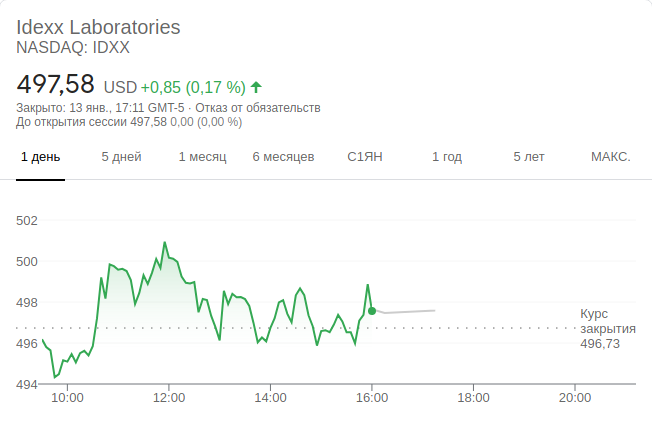 Idexx Laboratories
NASDAQ: IDXX
497,58 USD +0,85 (0,17 %)
Закрыто: 13 янв., 17:11 GMT-5 · Отказ от обязательств
До открытия сессии 497,58 0,00 (0,00 %)
1 день 5 дней 1 месяц 6 месяцев С1ЯН 1 год 5 лет МАКС.
502
500
498
496
494
Курс
закрытия
496,73
10:00 12:00 14:00 16:00 18:00 20:00